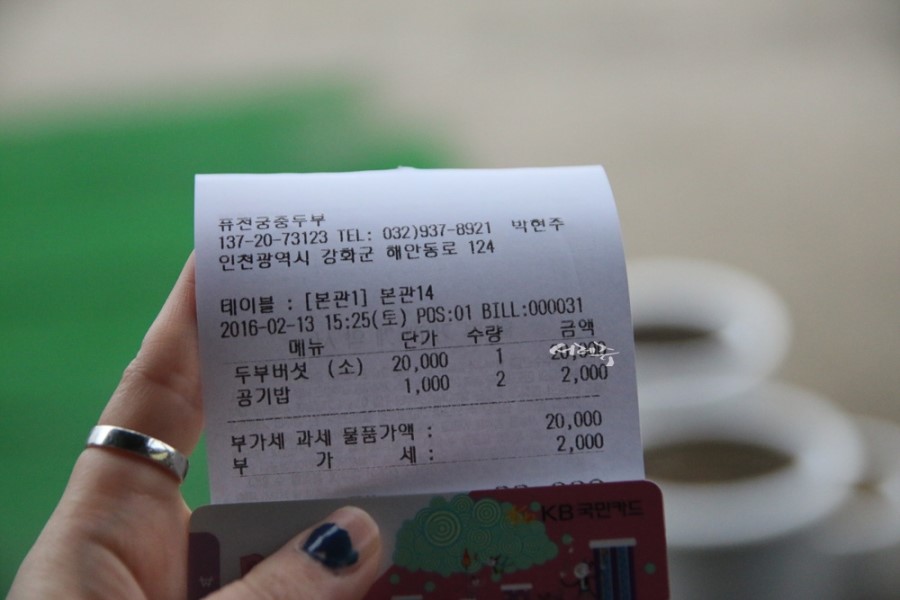 퓨전궁중두부
137-20-73123 TEL: 032)937-8921 박현주
인천광역시 강화군 해안동로 124
테이블 : [본관1] 본관14
2016-02-13 15:25(토) POS:01 BILL:000031
메뉴 단가 수량 금액
두부버섯 (소) 20,000 1 20,000
공기밥 1,000 2 2,000
부가세 과세 물품가액 : 20,000
부 가 세 : 2,000
KB 국민카드